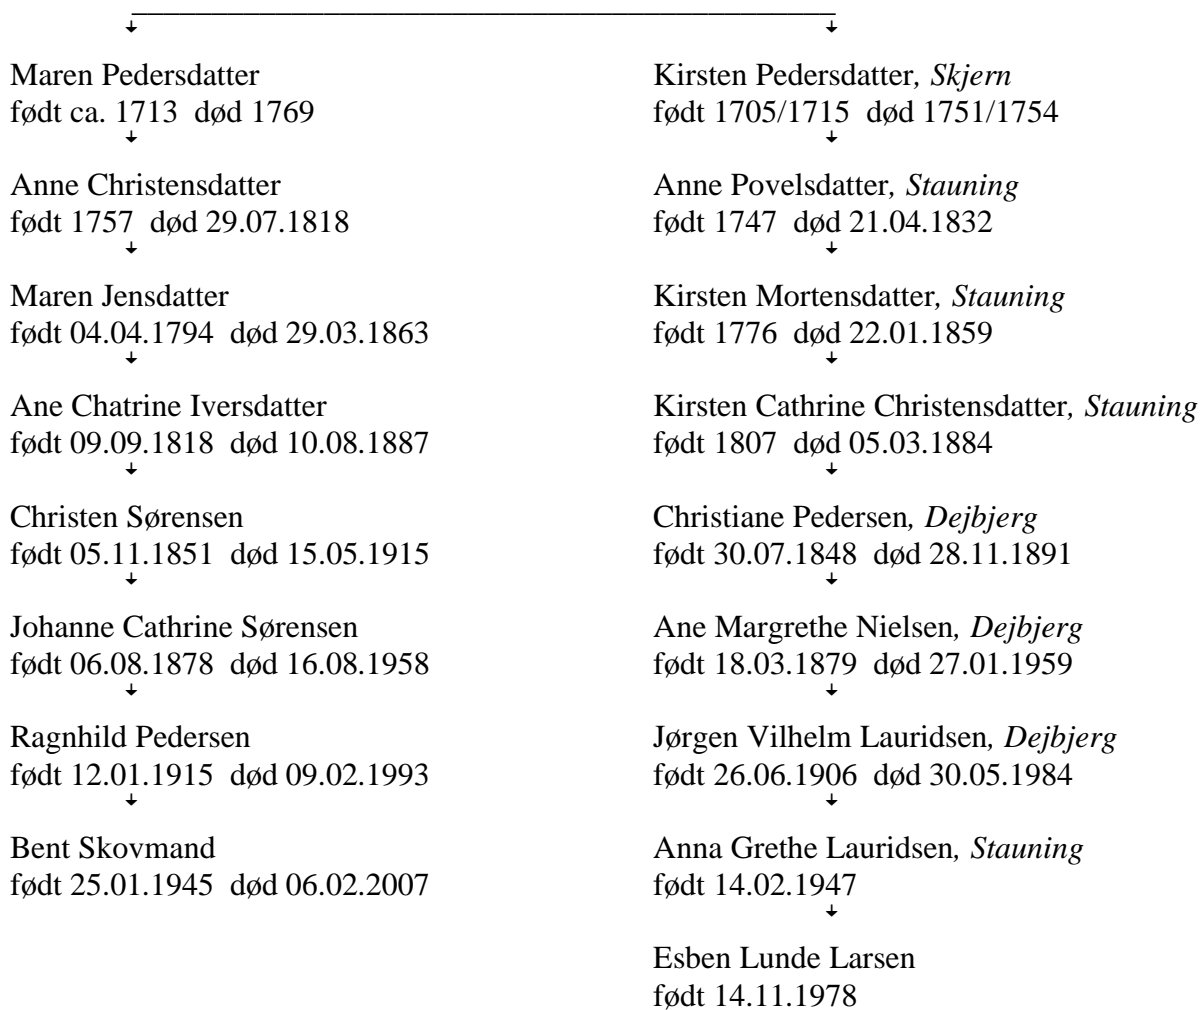 Maren Pedersdatter
født ca. 1713 død 1769
Anne Christensdatter
født 1757 død 29.07.1818
Maren Jensdatter
født 04.04.1794 død 29.03.1863
Ane Chatrine Iversdatter
født 09.09.1818 død 10.08.1887
Christen Sørensen
født 05.11.1851 død 15.05.1915
Johanne Cathrine Sørensen
født 06.08.1878 død 16.08.1958
Ragnhild Pedersen
født 12.01.1915 død 09.02.1993
Bent Skovmand
født 25.01.1945 død 06.02.2007
Kirsten Pedersdatter, Skjern
født 1705/1715 død 1751/1754
Anne Povelsdatter, Stauning
født 1747 død 21.04.1832
Kirsten Mortensdatter, Stauning
født 1776 død 22.01.1859
Kirsten Cathrine Christensdatter, Stauning
født 1807 død 05.03.1884
Christiane Pedersen, Dejbjerg
født 30.07.1848 død 28.11.1891
Ane Margrethe Nielsen, Dejbjerg
født 18.03.1879 død 27.01.1959
Jørgen Vilhelm Lauridsen, Dejbjerg
født 26.06.1906 død 30.05.1984
Anna Grethe Lauridsen, Stauning
født 14.02.1947
Esben Lunde Larsen
født 14.11.1978